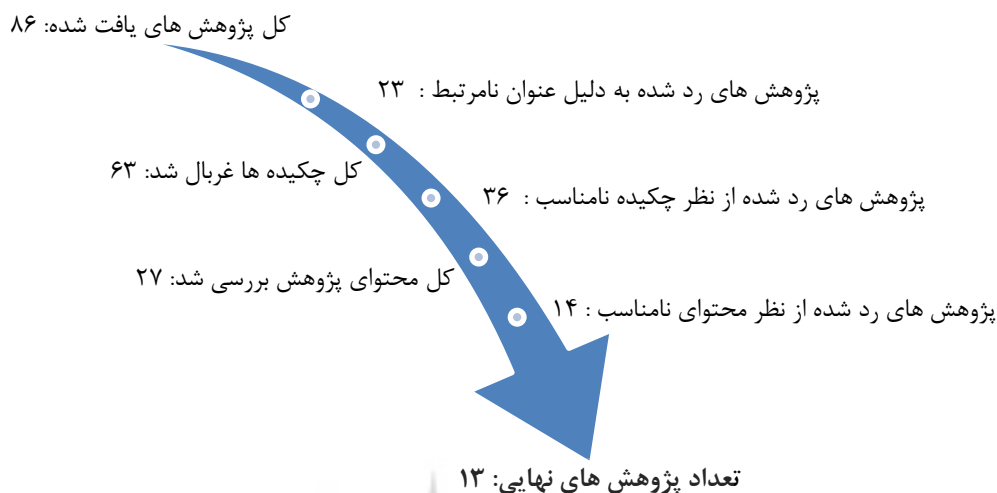 کل پژوهش های یافت شده: ۸۶
پژوهش های رد شده به دلیل عنوان نامرتبط : ۲۳
کل چکیده ها غربال شد: ۶۳
پژوهش های رد شده از نظر چکیده نامناسب : ۳۶
کل محتوای پژوهش بررسی شد: ۲۷
پژوهش های رد شده از نظر محتوای نامناسب : ۱۴
تعداد پژوهش های نهایی: ۱۳